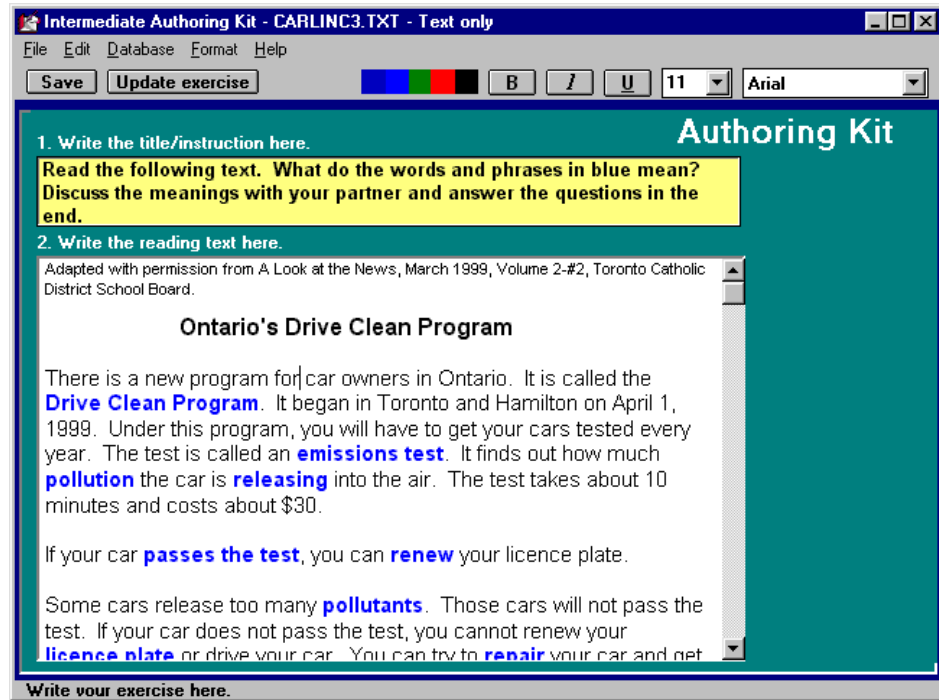 Intermediate Authoring Kit - CARLINC3.TXT - Text only
File Edit Database Format Help
Save Update exercise B I U 11 Arial
Authoring Kit
1. Write the title/instruction here.
Read the following text.  What do the words and phrases in blue mean?
Discuss the meanings with your partner and answer the questions in the
end.
2. Write the reading text here.
Adapted with permission from A Look at the News, March 1999, Volume 2-#2, Toronto Catholic
District School Board.
Ontario's Drive Clean Program
There is a new program for car owners in Ontario.  It is called the
Drive Clean Program.  It began in Toronto and Hamilton on April 1,
1999.  Under this program, you will have to get your cars tested every
year.  The test is called an emissions test.  It finds out how much
pollution the car is releasing into the air.  The test takes about 10
minutes and costs about $30.
If your car passes the test, you can renew your licence plate.
Some cars release too many pollutants.  Those cars will not pass the
test.  If your car does not pass the test, you cannot renew your
licence plate or drive your car.  You can try to repair your car and get
Write your exercise here.